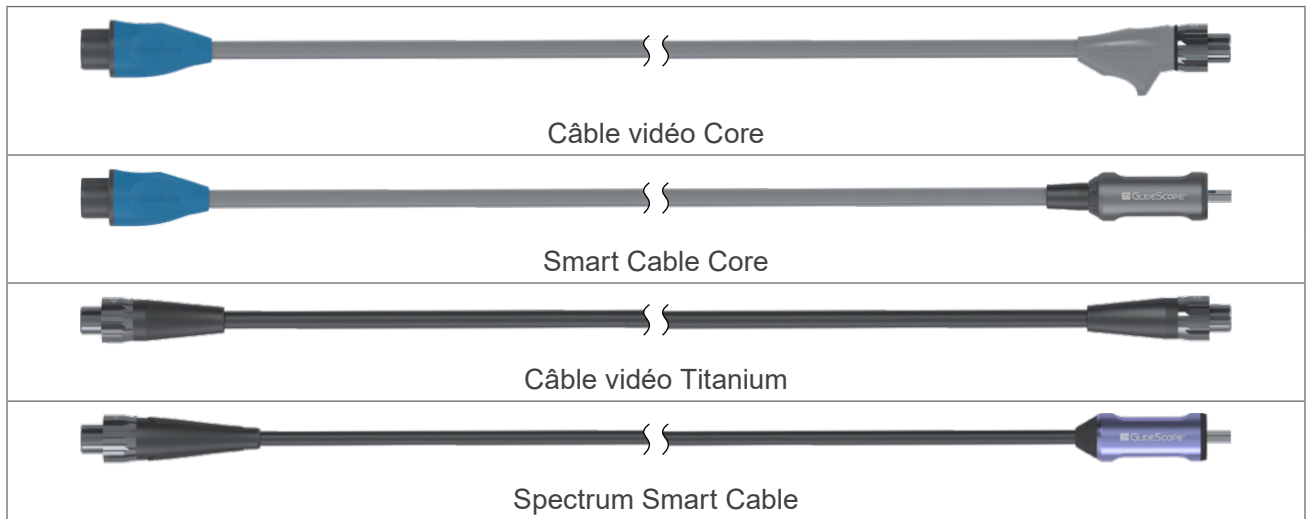 Câble vidéo Core
GLIDESCOPE
Smart Cable Core
Câble vidéo Titanium
GLIDESCOPE
Spectrum Smart Cable